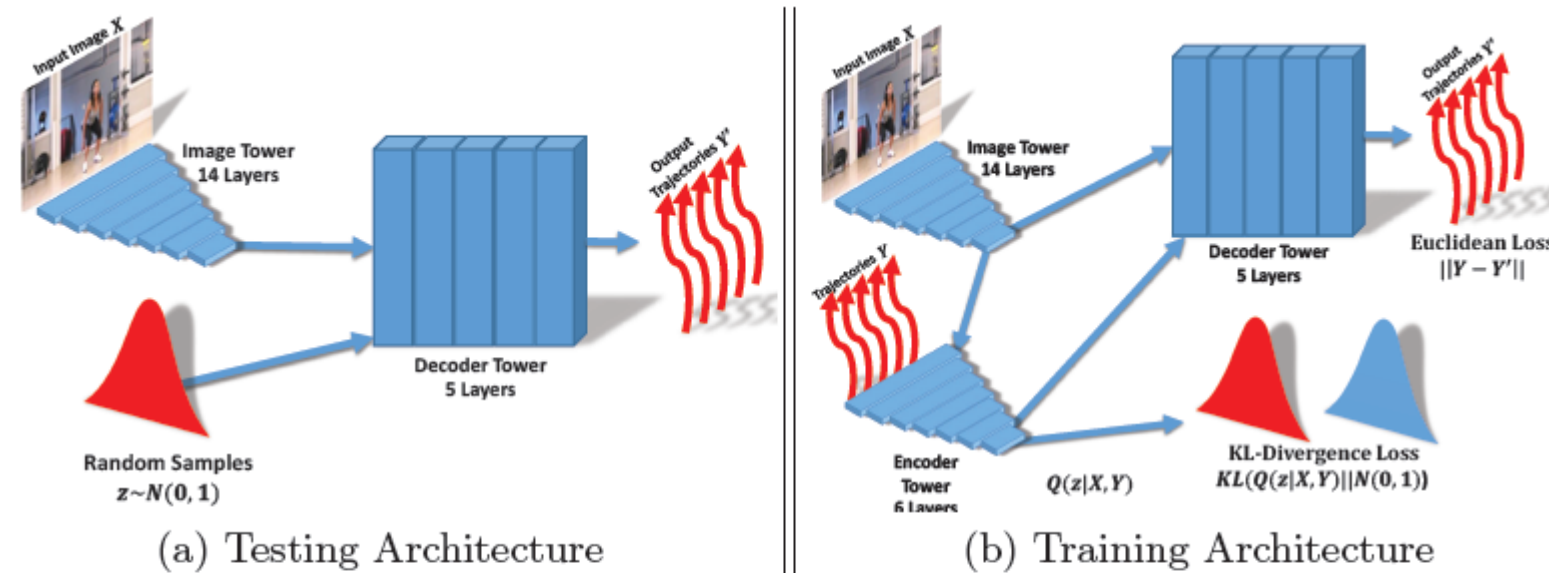 Input Image X
Image Tower
14 Layers
Output
Trajectories Y'
Decoder Tower
5 Layers
Random Samples
z~N(0, 1)
(a) Testing Architecture
Input Image X
Image Tower
14 Layers
Output
Trajectories Y'
Decoder Tower
5 Layers
Euclidean Loss
||Y − Y'||
Trajectories Y
Encoder
Tower
6 Layers
Q(z|X, Y)
KL-Divergence Loss
KL(Q(z|X, Y)||N(0, 1))
(b) Training Architecture